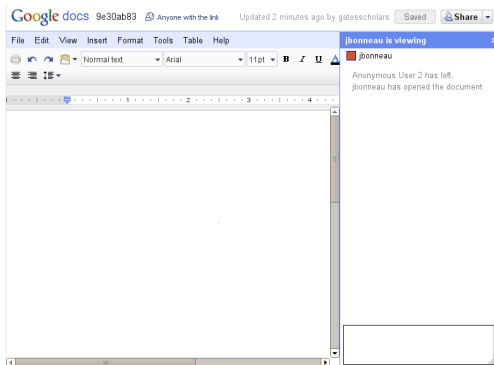 Google docs 9e30ab83 Anyone with the link Updated 2 minutes ago by gatesscholars Saved Share
File Edit View Insert Format Tools Table Help
Normal text Arial 11pt B I U A
1 2 3 4
jbonneau is viewing
jbonneau
Anonymous User 2 has left.
jbonneau has opened the document.